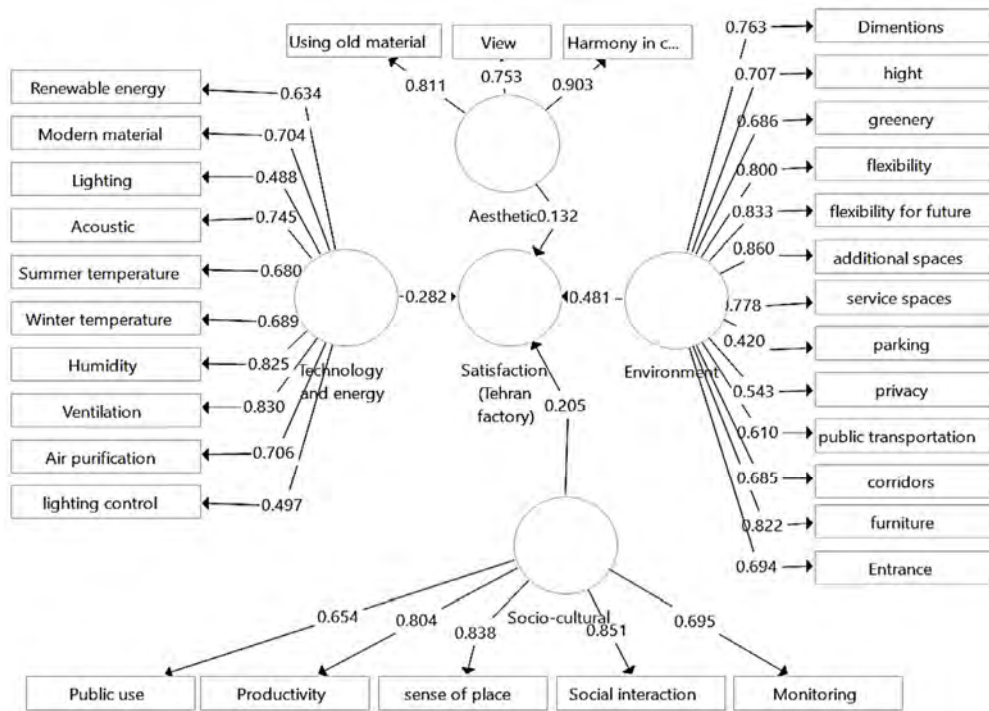 Using old material
View
Harmony in c...
0.811
0.753
0.903
Aesthetic
0.132
Renewable energy
0.634
Modern material
0.704
Lighting
0.488
Acoustic
0.745
Summer temperature
0.680
Winter temperature
0.689
Humidity
0.825
Ventilation
0.830
Air purification
0.706
lighting control
0.497
Technology
and energy
0.282
Satisfaction
(Tehran
factory)
0.481
Environment
0.763
Dimentions
0.707
hight
0.686
greenery
0.800
flexibility
0.833
flexibility for future
0.860
additional spaces
0.778
service spaces
0.420
parking
0.543
privacy
0.610
public transportation
0.685
corridors
0.822
furniture
0.694
Entrance
0.205
Socio-cultural
0.654
0.804
0.838
0.851
0.695
Public use
Productivity
sense of place
Social interaction
Monitoring